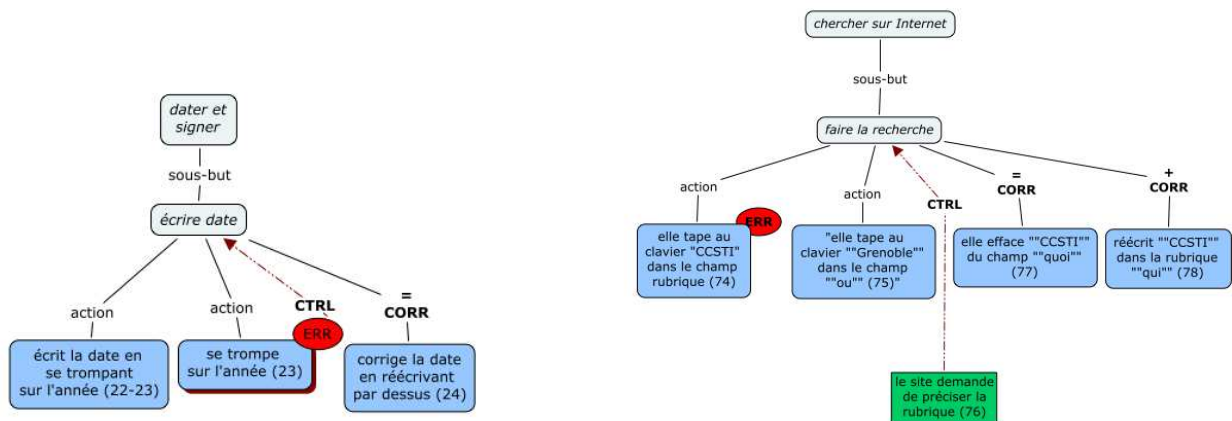 dater et
signer
sous-but
écrire date
action
action
CTRL
=
CORR
ERR
écrit la date en
se trompant
sur l'année (22-23)
se trompe
sur l'année (23)
corrige la date
en réécrivant
par dessus (24)
chercher sur Internet
sous-but
faire la recherche
action
action
CTRL
=
CORR
+
CORR
ERR
elle tape au
clavier "CCSTI"
dans le champ
rubrique (74)
"elle tape au
clavier ""Grenoble""
dans le champ
""ou"" (75)"
elle efface ""CCSTI""
du champ ""quoi""
(77)
réécrit ""CCSTI""
dans la rubrique
""qui"" (78)
le site demande
de préciser la
rubrique (76)